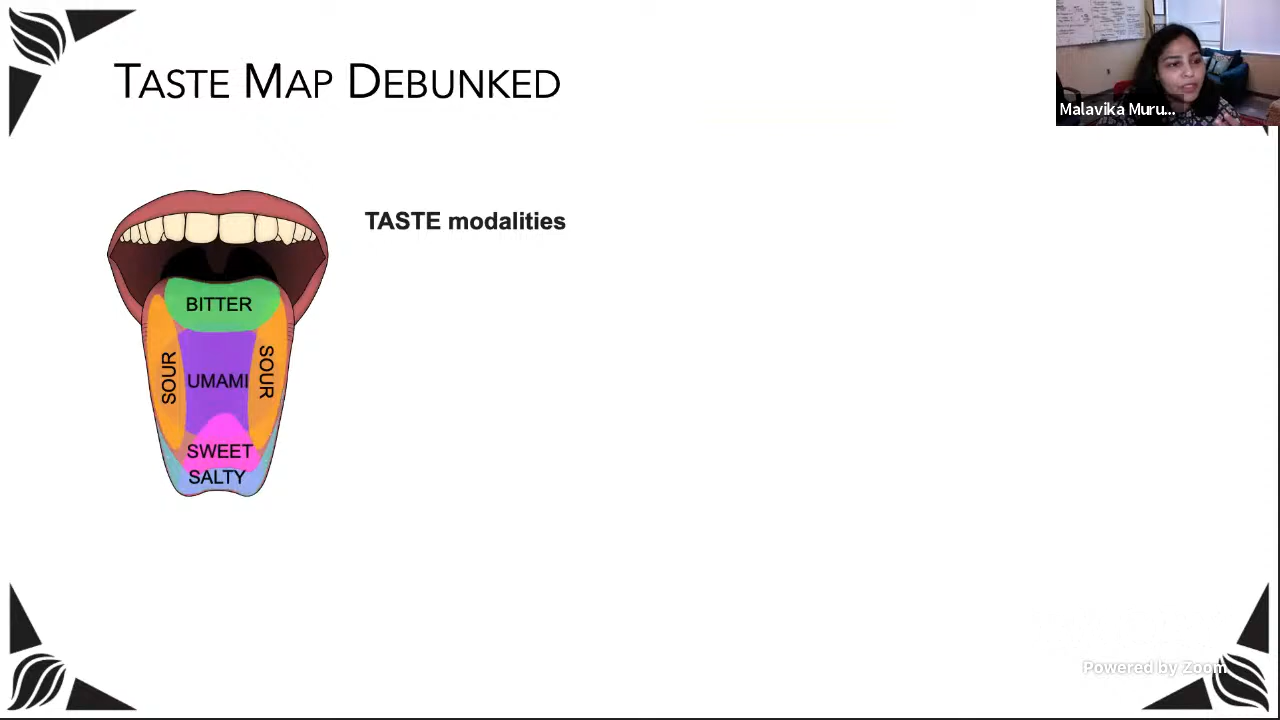 TASTE MAP DEBUNKED
Malavika Muru...
TASTE modalities
BITTER
SOUR
UMAMI
SOUR
SWEET
SALTY
Powered by Zoom